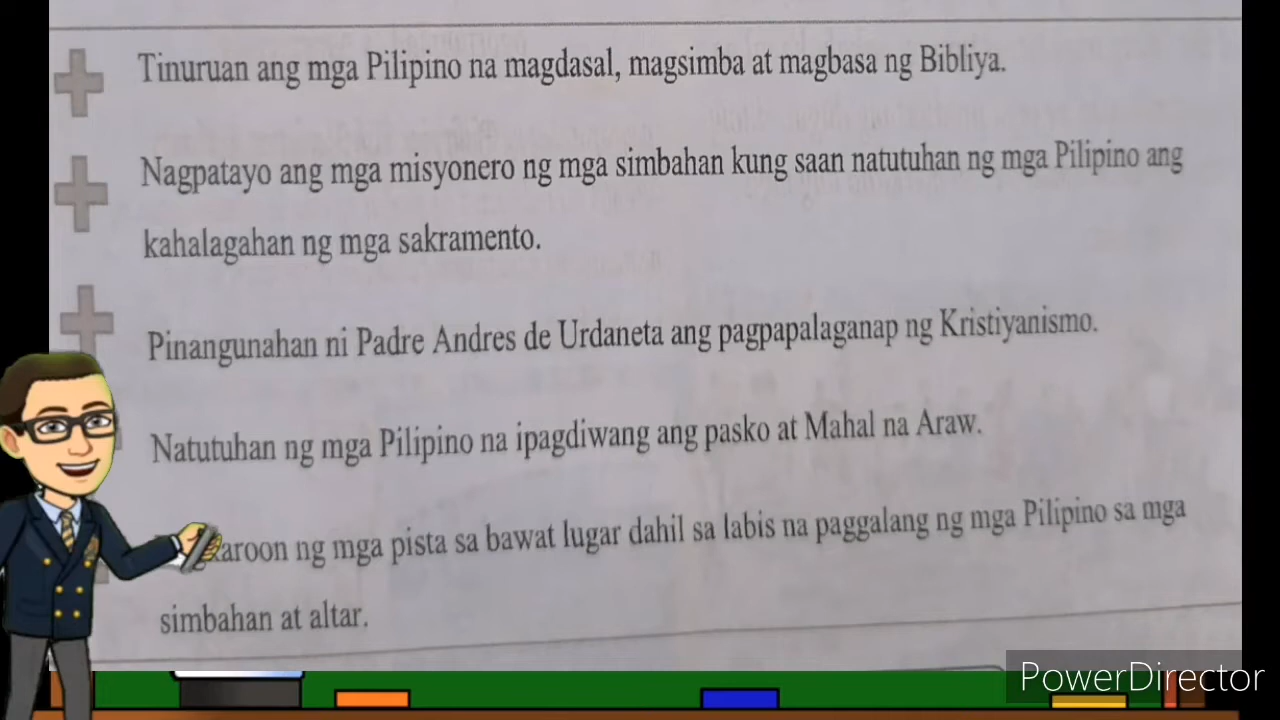 Tinuruan ang mga Pilipino na magdasal, magsimba at magbasa ng Bibliya.
Nagpatayo ang mga misyonero ng mga simbahan kung saan natutuhan ng mga Pilipino ang
kahalagahan ng mga sakramento.
Pinangunahan ni Padre Andres de Urdaneta ang pagpapalaganap ng Kristiyanismo.
Natutuhan ng mga Pilipino na ipagdiwang ang pasko at Mahal na Araw.
ng mga pista sa bawat lugar dahil sa labis na paggalang ng mga Pilipino sa mga
simbahan at altar.
PowerDirector